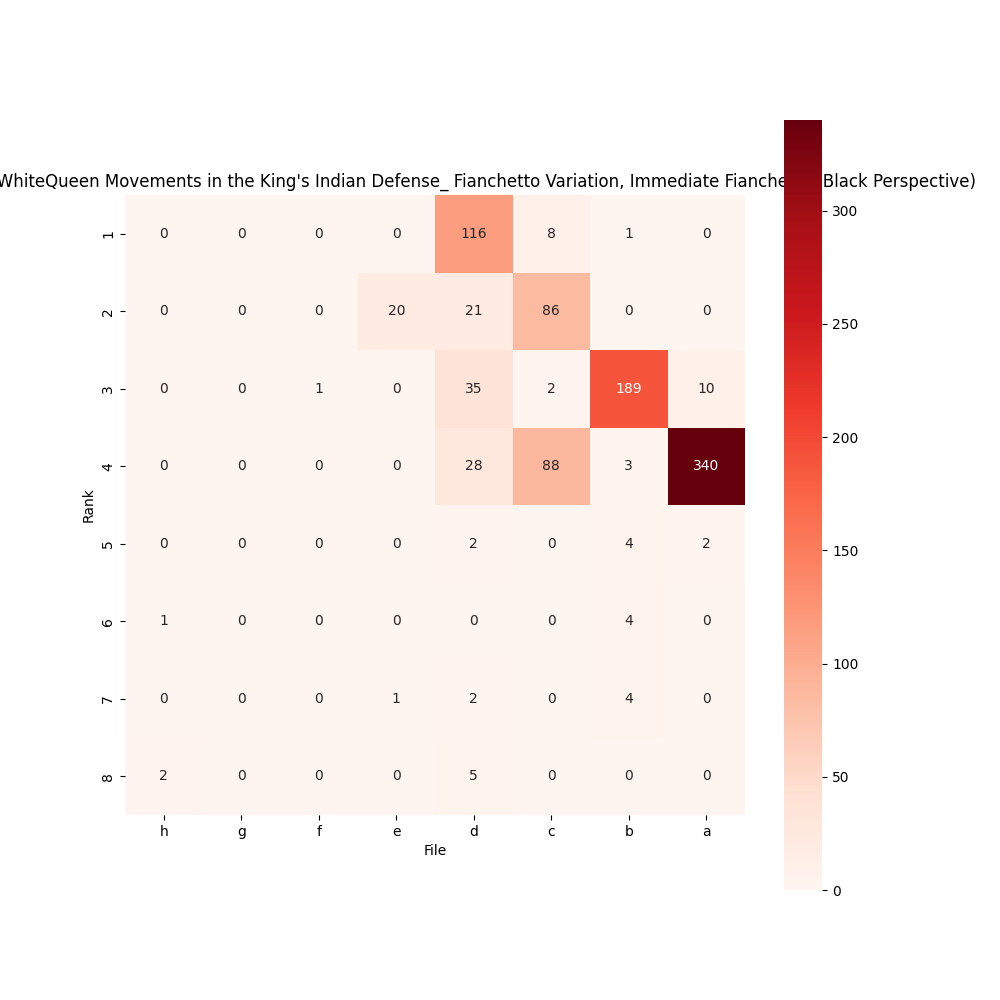 WhiteQueen Movements in the King's Indian Defense_ Fianchetto Variation, Immediate Fianche Black Perspective)
300
250
200
150
100
50
0
1 0 0 0 0 116 8 1 0
2 0 0 0 20 21 86 0 0
3 0 0 1 0 35 2 189 10
4 0 0 0 0 28 88 3 340
5 0 0 0 0 2 0 4 2
6 1 0 0 0 0 0 4 0
7 0 0 0 1 2 0 4 0
8 2 0 0 0 5 0 0 0
Rank
h g f e d c b a
File